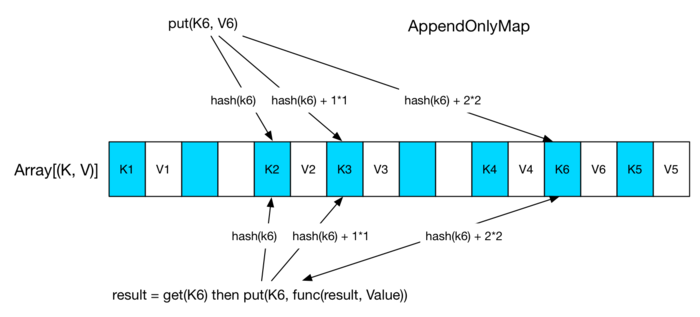 put(K6, V6)
AppendOnlyMap
hash(k6)
hash(k6) + 1*1
hash(k6) + 2*2
Array[(K, V)]
K1
V1
K2
V2
K3
V3
K4
V4
K6
V6
K5
V5
hash(k6)
hash(k6) + 1*1
hash(k6) + 2*2
result = get(K6) then put(K6, func(result, Value))